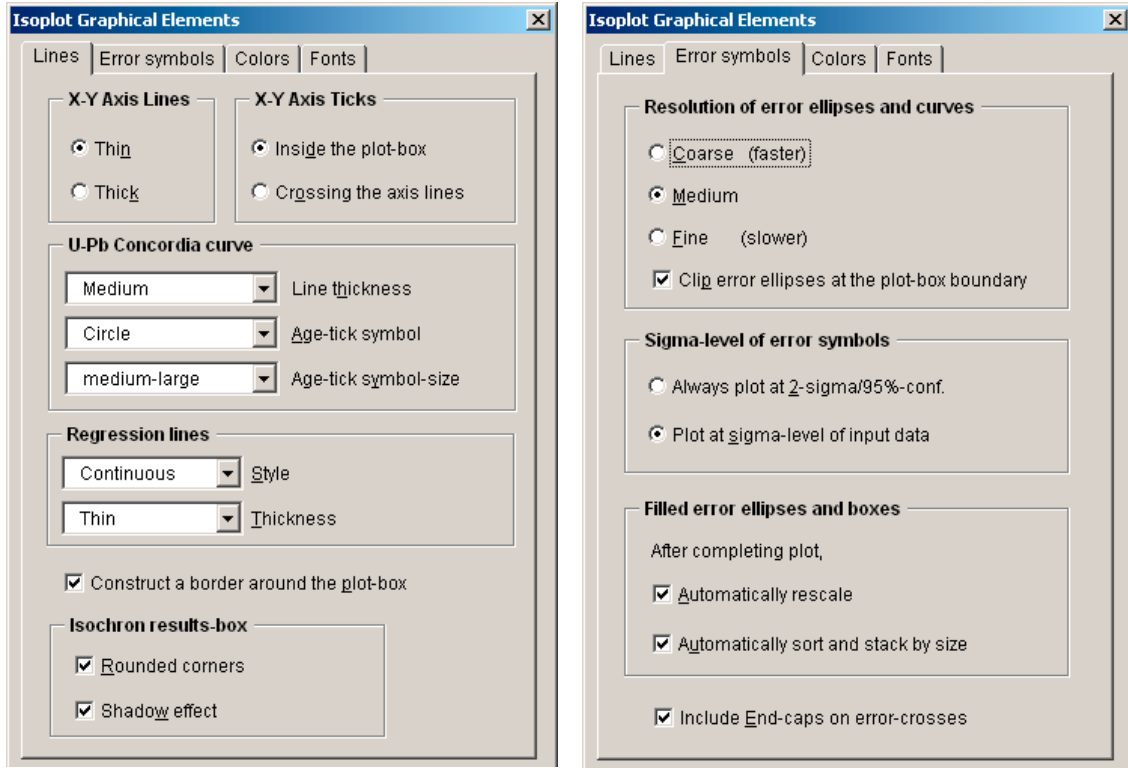 Isoplot Graphical Elements
Lines Error symbols Colors Fonts
X-Y Axis Lines
Thin
Thick
X-Y Axis Ticks
Inside the plot-box
Crossing the axis lines
U-Pb Concordia curve
Medium Line thickness
Circle Age-tick symbol
medium-large Age-tick symbol-size
Regression lines
Continuous Style
Thin Thickness
Construct a border around the plot-box
Isochron results-box
Rounded corners
Shadow effect
Isoplot Graphical Elements
Lines Error symbols Colors Fonts
Resolution of error ellipses and curves
Coarse (faster)
Medium
Fine (slower)
Clip error ellipses at the plot-box boundary
Sigma-level of error symbols
Always plot at 2-sigma/95%-conf.
Plot at sigma-level of input data
Filled error ellipses and boxes
After completing plot,
Automatically rescale
Automatically sort and stack by size
Include End-caps on error-crosses